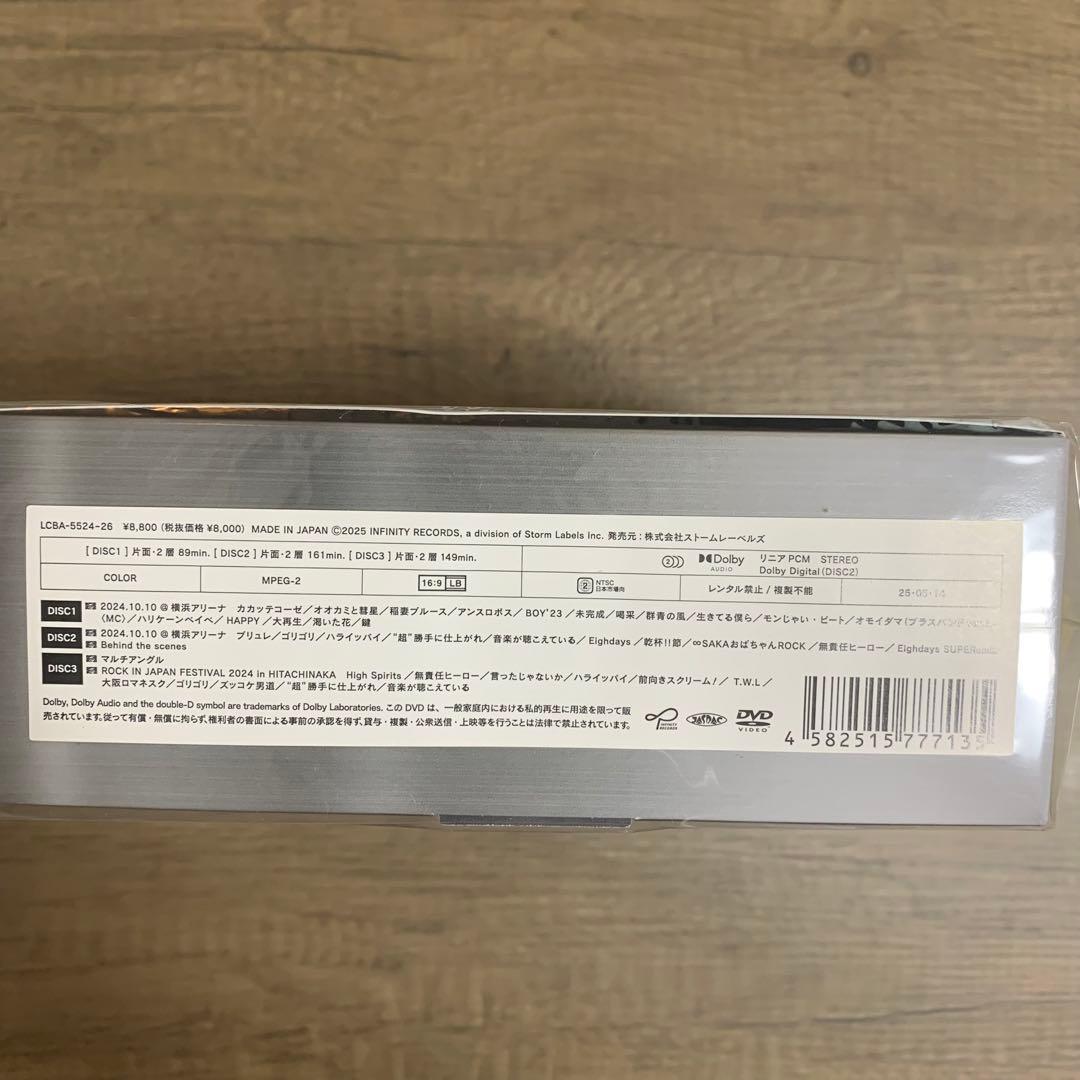 LCBA-5524-26 ¥8,800 (税抜価格 ¥8,000) MADE IN JAPAN Ⓒ2025 INFINITY RECORDS, a division of Storm Labels Inc. 発売元：株式会社ストームレーベルズ
[ DISC1 ] 片面・2 層 89min. [ DISC2 ] 片面・2 層 161min. [ DISC3 ] 片面・2 層 149min.
2 Dolby AUDIO リニア PCM STEREO
Dolby Digital (DISC2)
COLOR MPEG-2 16:9 LB 2 NTSC 日本市場向 レンタル禁止 / 複製不能 25・05・14
DISC1 2024.10.10 @ 横浜アリーナ カカッテコーゼ／オオカミと彗星／稲妻ブルース／アンスロポス／BOY'23／未完成／喝采／群青の風／生きてる僕ら／モンじゃい・ビート／オモイダマ(ブラスバンド
〈MC〉／ハリケーンベイベ／HAPPY／大再生／渇いた花／鍵
DISC2 2024.10.10 @ 横浜アリーナ ブリュレ／ゴリゴリ／ハライッパイ／"超"勝手に仕上がれ／音楽が聴こえている／Eighdays／乾杯!!節／∞SAKAおばちゃんROCK／無責任ヒーロー／Eighdays SUPER
Behind the scenes
DISC3 マルチアングル
ROCK IN JAPAN FESTIVAL 2024 in HITACHINAKA High Spirits／無責任ヒーロー／言ったじゃないか／ハライッパイ／前向きスクリーム！／T.W.L／
大阪ロマネスク／ゴリゴリ／ズッコケ男道／"超"勝手に仕上がれ／音楽が聴こえている
Dolby, Dolby Audio and the double-D symbol are trademarks of Dolby Laboratories. この DVD は、一般家庭内における私的再生に用途を限って販
売されています。従って有償・無償に拘らず、権利者の書面による事前の承認を得ず、貸与・複製・公衆送信・上映等を行うことは法律で禁止されています。
INFINITY RECORDS JASRAC DVD VIDEO
4 582515 777135